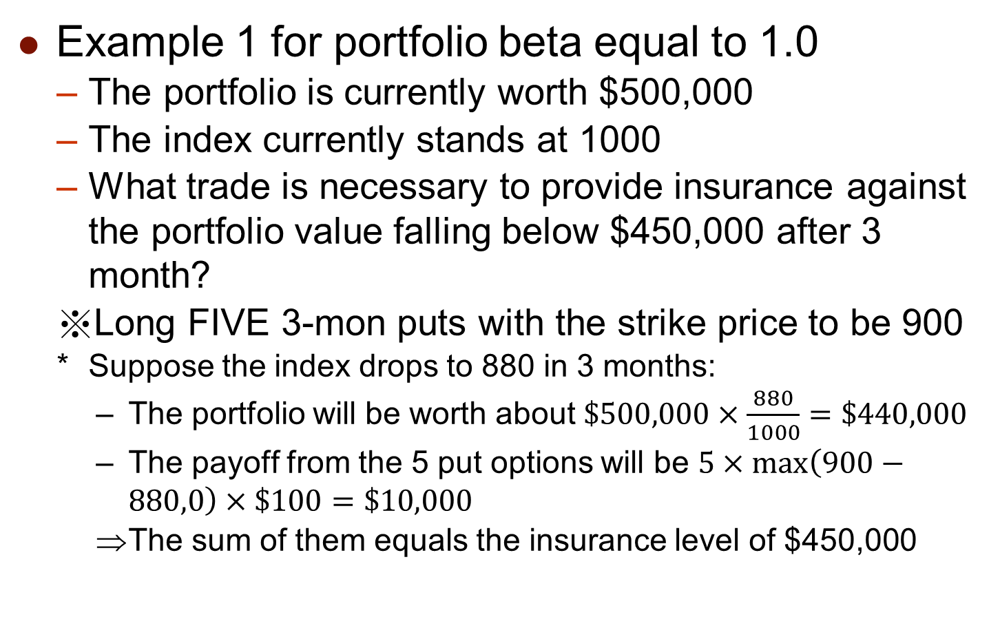 ● Example 1 for portfolio beta equal to 1.0
– The portfolio is currently worth $500,000
– The index currently stands at 1000
– What trade is necessary to provide insurance against
the portfolio value falling below $450,000 after 3
month?
※Long FIVE 3-mon puts with the strike price to be 900
* Suppose the index drops to 880 in 3 months:
– The portfolio will be worth about $500,000 × 880/1000 = $440,000
– The payoff from the 5 put options will be 5 × max(900 −
880,0) × $100 = $10,000
⇒The sum of them equals the insurance level of $450,000